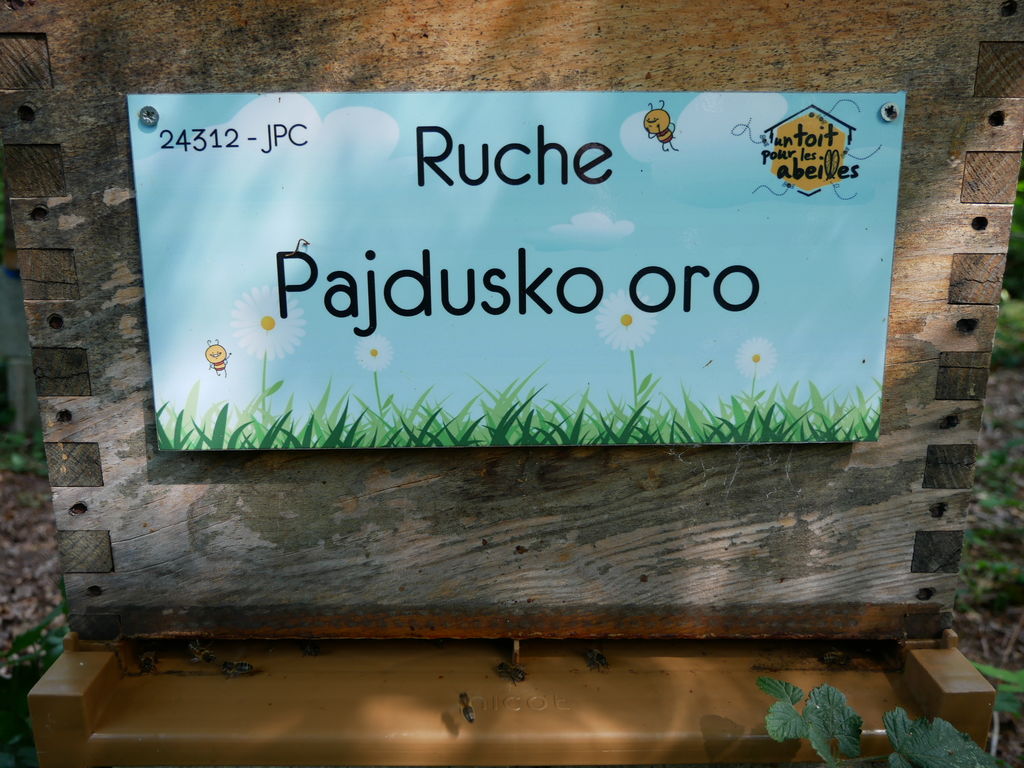 24312 - JPC
Ruche
un toit
pour les
abeilles
Pajdusko oro
nicot